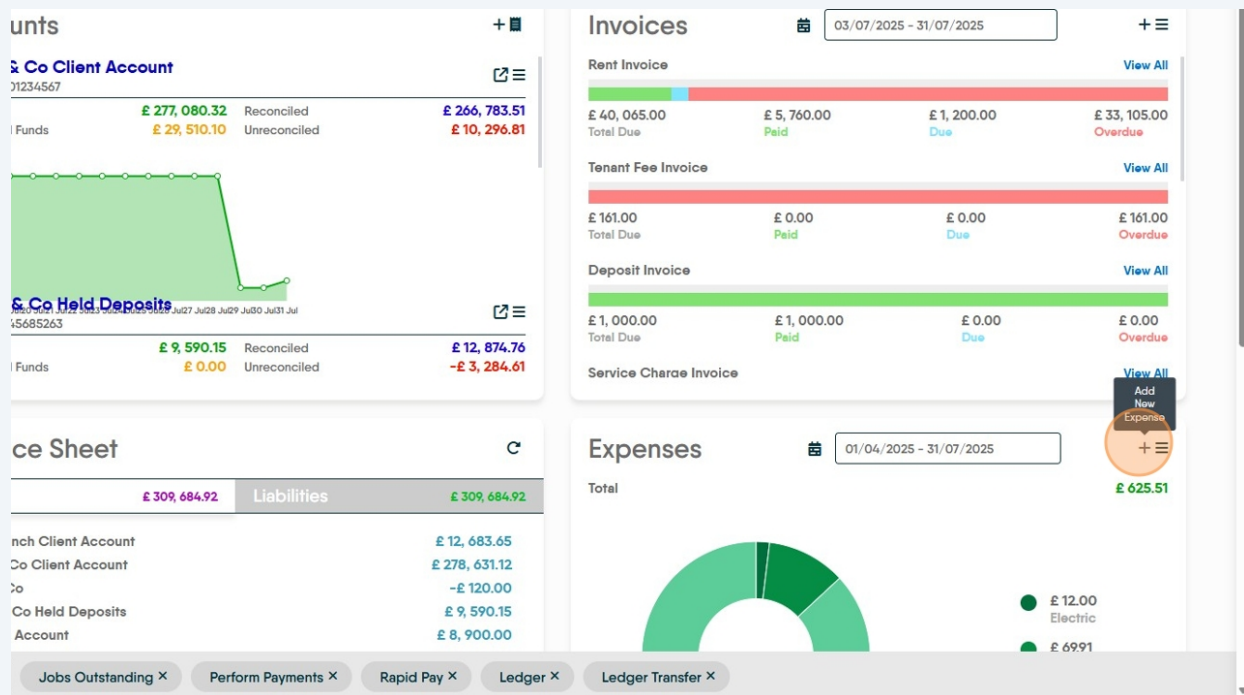 unts
& Co Client Account
01234567
£ 277, 080.32 Reconciled £ 266, 783.51
Funds £ 29, 510.10 Unreconciled £ 10, 296.81
Jul27 Jul28 Jul29 Jul30 Jul31 Jul
& Co Held Deposits
45685263
£ 9, 590.15 Reconciled £ 12, 874.76
Funds £ 0.00 Unreconciled -£ 3, 284.61
Invoices 03/07/2025 - 31/07/2025
Rent Invoice View All
£ 40, 065.00 £ 5, 760.00 £ 1, 200.00 £ 33, 105.00
Total Due Paid Due Overdue
Tenant Fee Invoice View All
£ 161.00 £ 0.00 £ 0.00 £ 161.00
Total Due Paid Due Overdue
Deposit Invoice View All
£ 1, 000.00 £ 1, 000.00 £ 0.00 £ 0.00
Total Due Paid Due Overdue
Service Charge Invoice View All
Add
New
Expense
ce Sheet
£ 309, 684.92 Liabilities £ 309, 684.92
nch Client Account £ 12, 683.65
Co Client Account £ 278, 631.12
Co -£ 120.00
Co Held Deposits £ 9, 590.15
Account £ 8, 900.00
Expenses 01/04/2025 - 31/07/2025
Total £ 625.51
£ 12.00
Electric
£ 69.91
Jobs Outstanding × Perform Payments × Rapid Pay × Ledger × Ledger Transfer ×